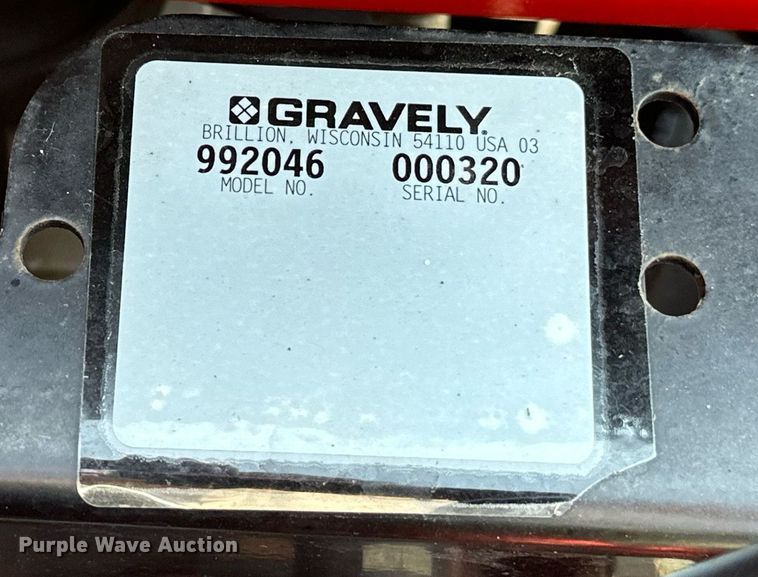 GRAVELY
BRILLION, WISCONSIN 54110 USA 03
992046 000320
MODEL NO. SERIAL NO.
Purple Wave Auction